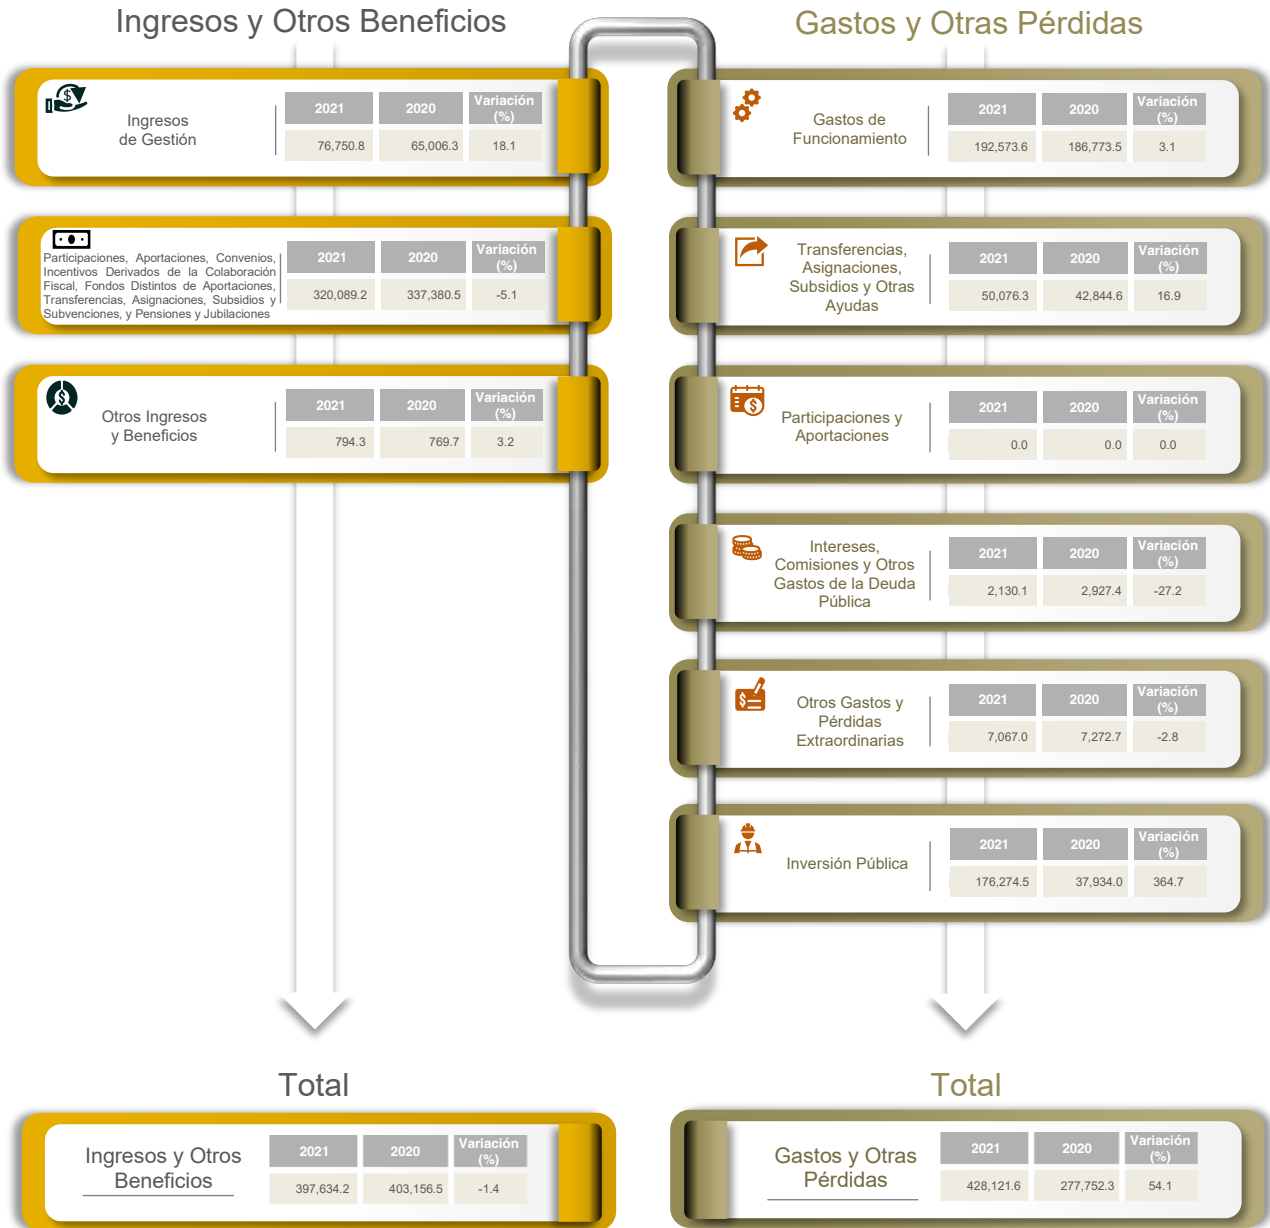 Ingresos y Otros Beneficios
Ingresos
de Gestión
2021 2020 Variación (%)
76,750.8 65,006.3 18.1
Participaciones, Aportaciones, Convenios,
Incentivos Derivados de la Colaboración
Fiscal, Fondos Distintos de Aportaciones,
Transferencias, Asignaciones, Subsidios y
Subvenciones, y Pensiones y Jubilaciones
2021 2020 Variación (%)
320,089.2 337,380.5 -5.1
Otros Ingresos
y Beneficios
2021 2020 Variación (%)
794.3 769.7 3.2
Gastos y Otras Pérdidas
Gastos de
Funcionamiento
2021 2020 Variación (%)
192,573.6 186,773.5 3.1
Transferencias,
Asignaciones,
Subsidios y Otras
Ayudas
2021 2020 Variación (%)
50,076.3 42,844.6 16.9
Participaciones y
Aportaciones
2021 2020 Variación (%)
0.0 0.0 0.0
Intereses,
Comisiones y Otros
Gastos de la Deuda
Pública
2021 2020 Variación (%)
2,130.1 2,927.4 -27.2
Otros Gastos y
Pérdidas
Extraordinarias
2021 2020 Variación (%)
7,067.0 7,272.7 -2.8
Inversión Pública
2021 2020 Variación (%)
176,274.5 37,934.0 364.7
Total
Ingresos y Otros
Beneficios
2021 2020 Variación (%)
397,634.2 403,156.5 -1.4
Total
Gastos y Otras
Pérdidas
2021 2020 Variación (%)
428,121.6 277,752.3 54.1